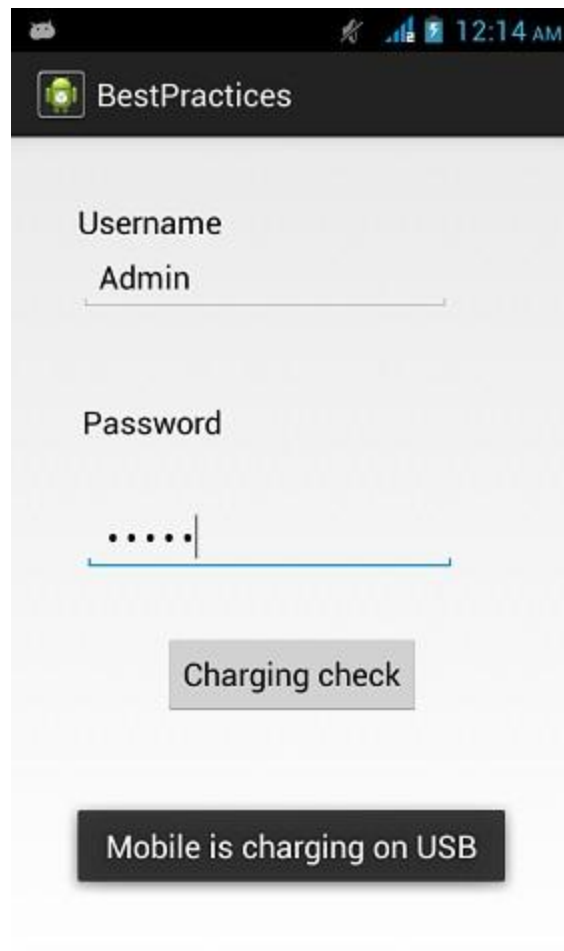 12:14 AM
BestPractices
Username
Admin
Password
•••••
Charging check
Mobile is charging on USB